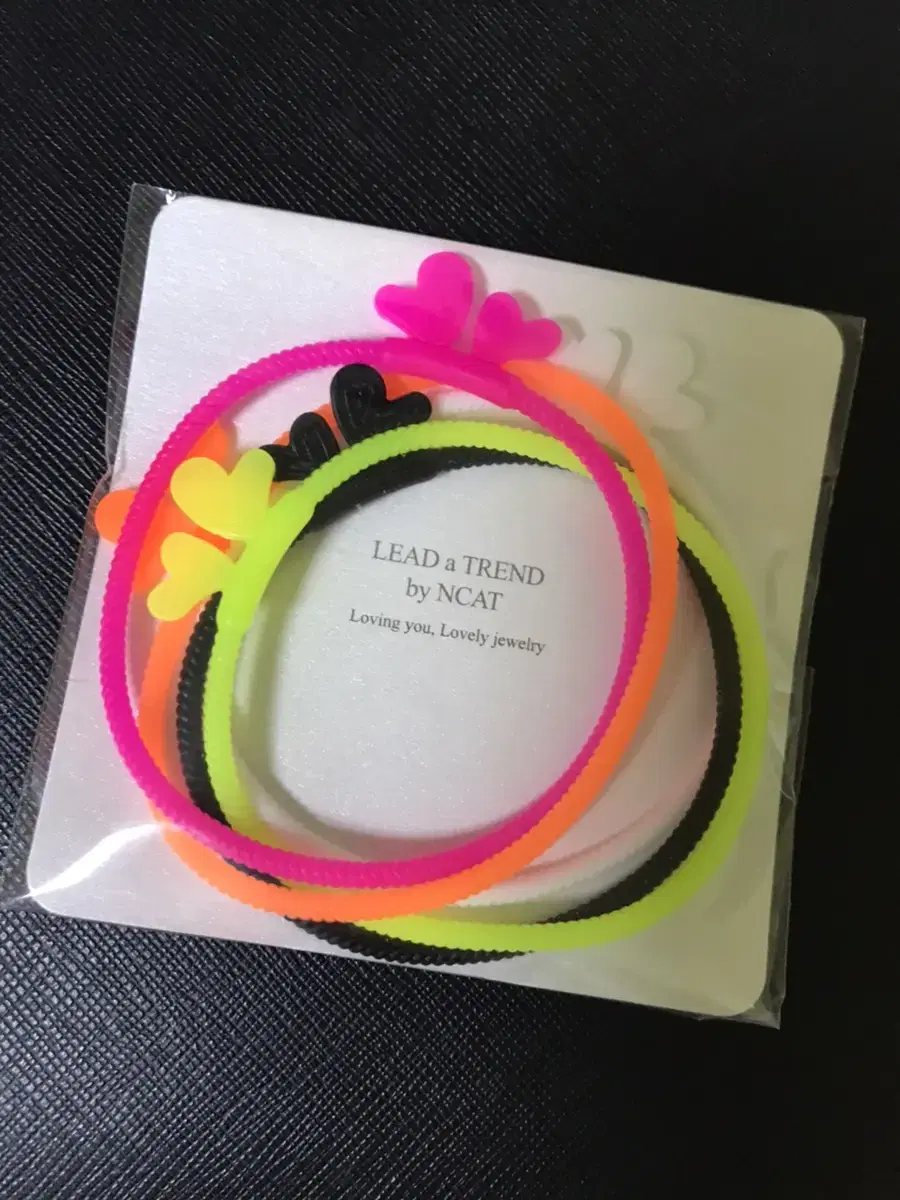 LEAD a TREND
by NCAT
Loving you, Lovely jewelry